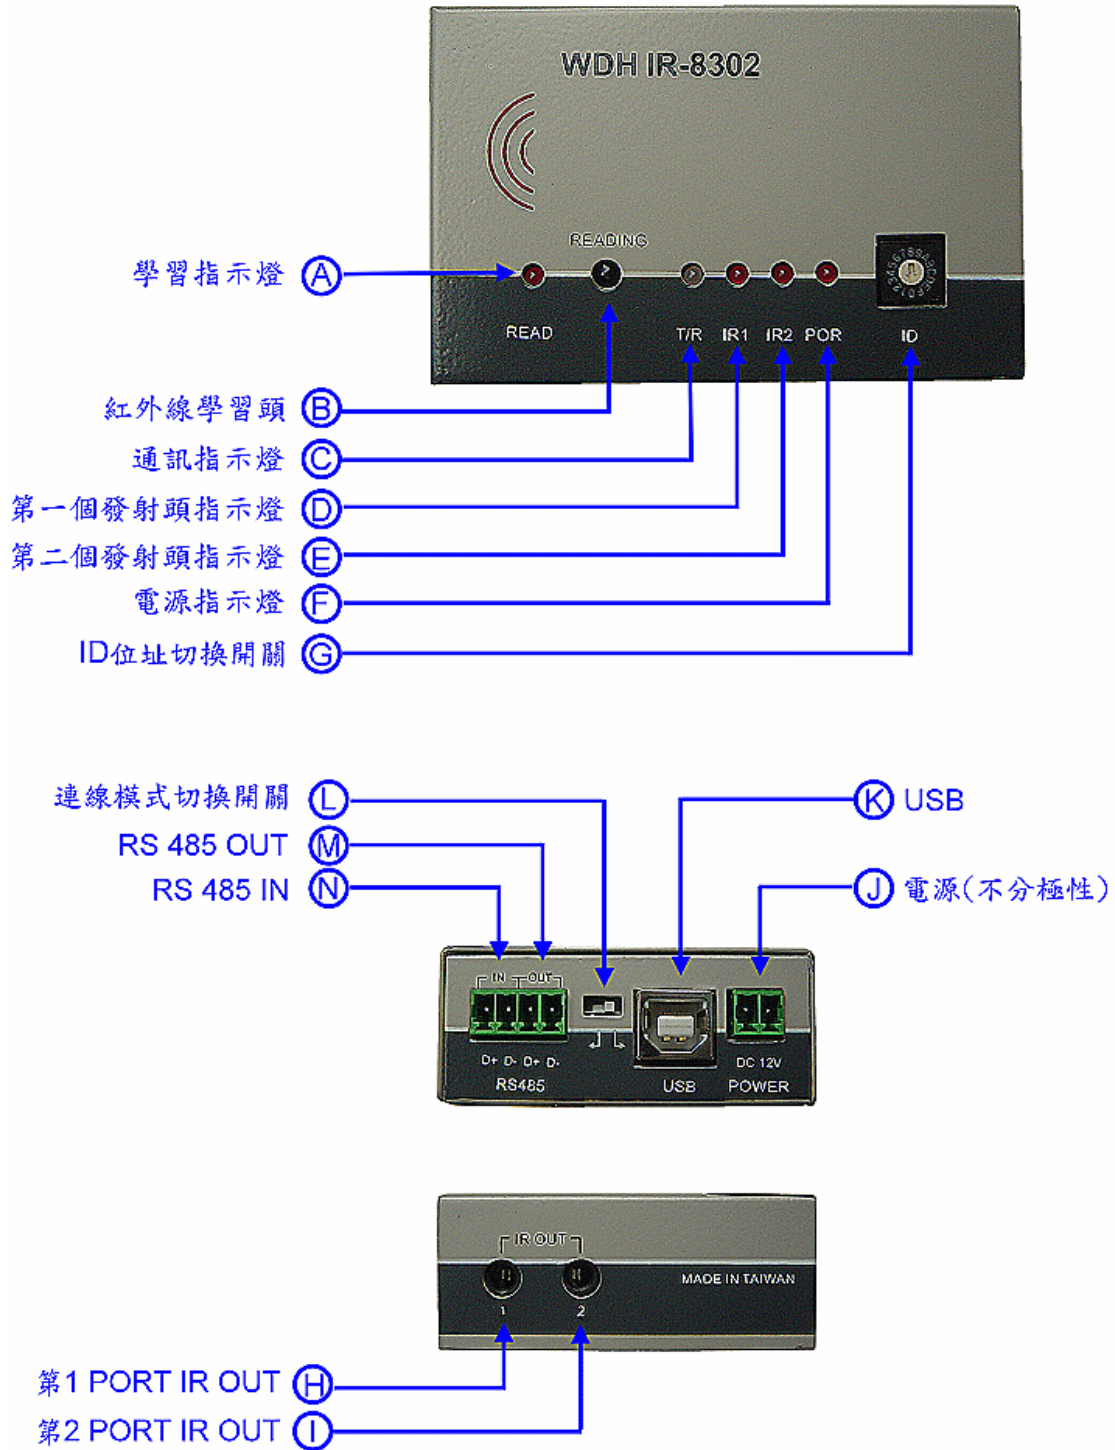 WDH IR-8302
READING
學習指示燈 A
READ T/R IR1 IR2 POR ID
紅外線學習頭 B
通訊指示燈 C
第一個發射頭指示燈 D
第二個發射頭指示燈 E
電源指示燈 F
ID位址切換開關 G
連線模式切換開關 L
K USB
RS 485 OUT M
RS 485 IN N
J 電源(不分極性)
IN OUT
D+ D- D+ D- DC 12V
RS485 USB POWER
IR OUT
MADE IN TAIWAN
1 2
第1 PORT IR OUT H
第2 PORT IR OUT I